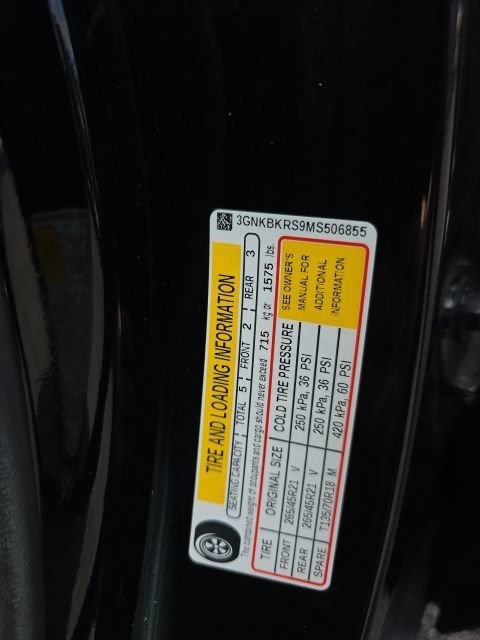 3GNKBKRS9MS506855
TIRE AND LOADING INFORMATION
SEATING CAPACITY TOTAL 5 FRONT 2 REAR 3
The combined weight of occupants and cargo should never exceed 715 kg or 1575 lbs.
TIRE ORIGINAL SIZE COLD TIRE PRESSURE SEE OWNER'S
FRONT 265/45R21 V 250 kPa, 36 PSI MANUAL FOR
REAR 265/45R21 V 250 kPa, 36 PSI ADDITIONAL
SPARE T135/70R18 M 420 kPa, 60 PSI INFORMATION